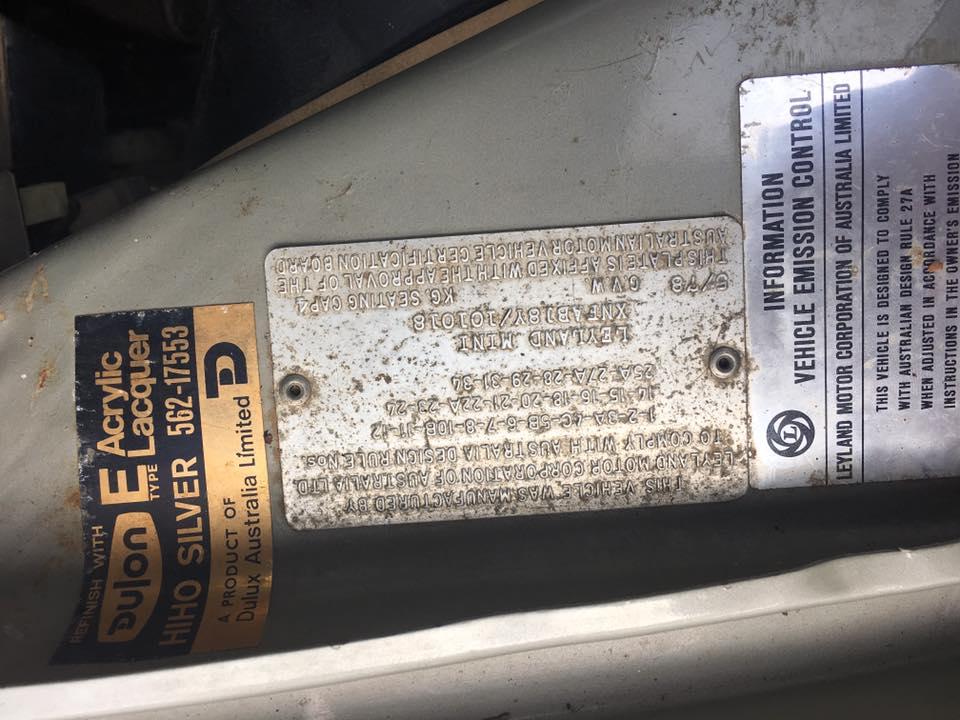 REFINISH WITH
Dulon E Acrylic
TYPE Lacquer
HIHO SILVER 562-17553
A PRODUCT OF
Dulux Australia Limited D
THIS VEHICLE WAS MANUFACTURED BY
LEYLAND MOTOR CORPORATION OF AUSTRALIA LTD.
TO COMPLY WITH AUSTRALIA DESIGN RULE Nos.
1-2-3A-4C-5B-6-7-8-10B-11-12
14-15-16-18-20-21-22A-23-24
25A-27A-28-29-31-34
LEYLAND MINI
XNFAB18Y/101018
KG. SEATING CAP4
5/78 G.V.W.
THIS PLATE IS AFFIXED WITH THE APPROVAL OF THE
AUSTRALIAN MOTOR VEHICLE CERTIFICATION BOARD
INFORMATION
VEHICLE EMISSION CONTROL
L
LEYLAND MOTOR CORPORATION OF AUSTRALIA LIMITED
THIS VEHICLE IS DESIGNED TO COMPLY
WITH AUSTRALIAN DESIGN RULE 27A
WHEN ADJUSTED IN ACCORDANCE WITH
INSTRUCTIONS IN THE OWNER'S EMISSION